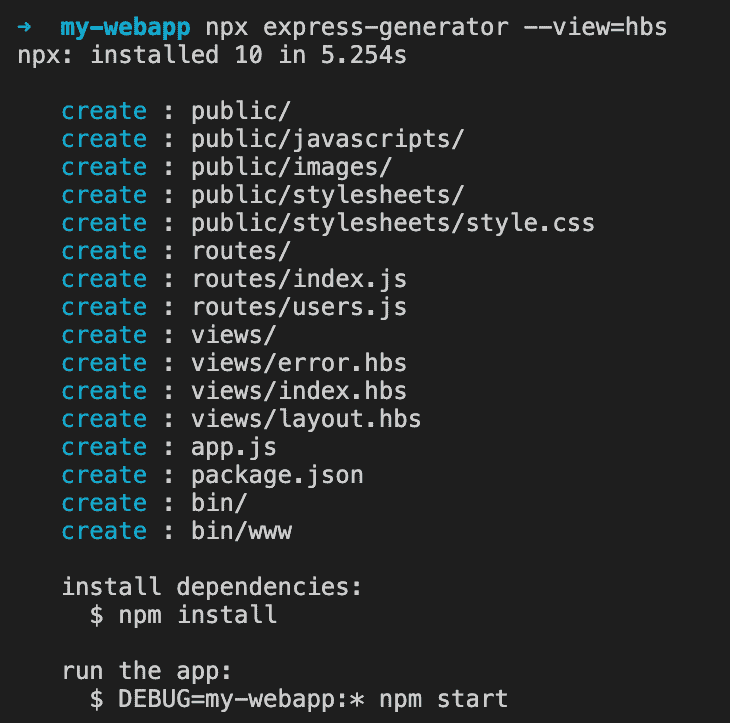 → my-webapp npx express-generator --view=hbs
npx: installed 10 in 5.254s
create : public/
create : public/javascripts/
create : public/images/
create : public/stylesheets/
create : public/stylesheets/style.css
create : routes/
create : routes/index.js
create : routes/users.js
create : views/
create : views/error.hbs
create : views/index.hbs
create : views/layout.hbs
create : app.js
create : package.json
create : bin/
create : bin/www
install dependencies:
$ npm install
run the app:
$ DEBUG=my-webapp:* npm start